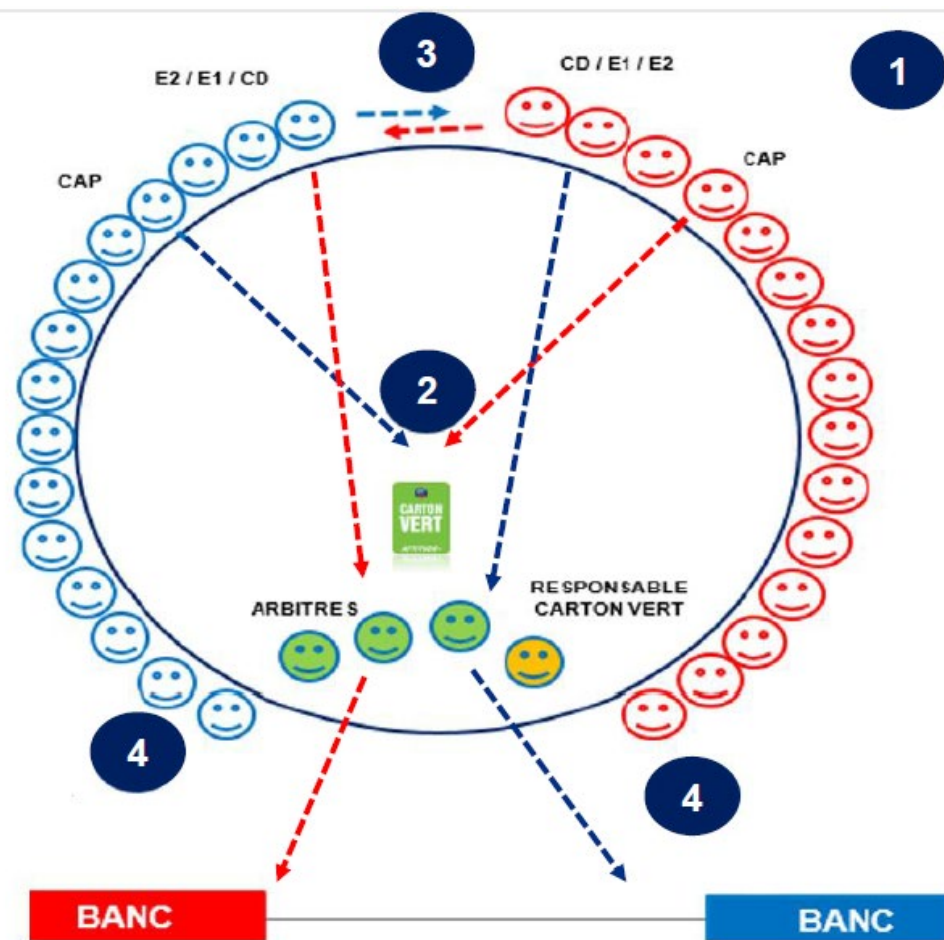 3
1
E2 / E1 / CD
CD / E1 / E2
CAP
CAP
2
CARTON
VERT
ARBITRES
RESPONSABLE
CARTON VERT
4
4
BANC
BANC